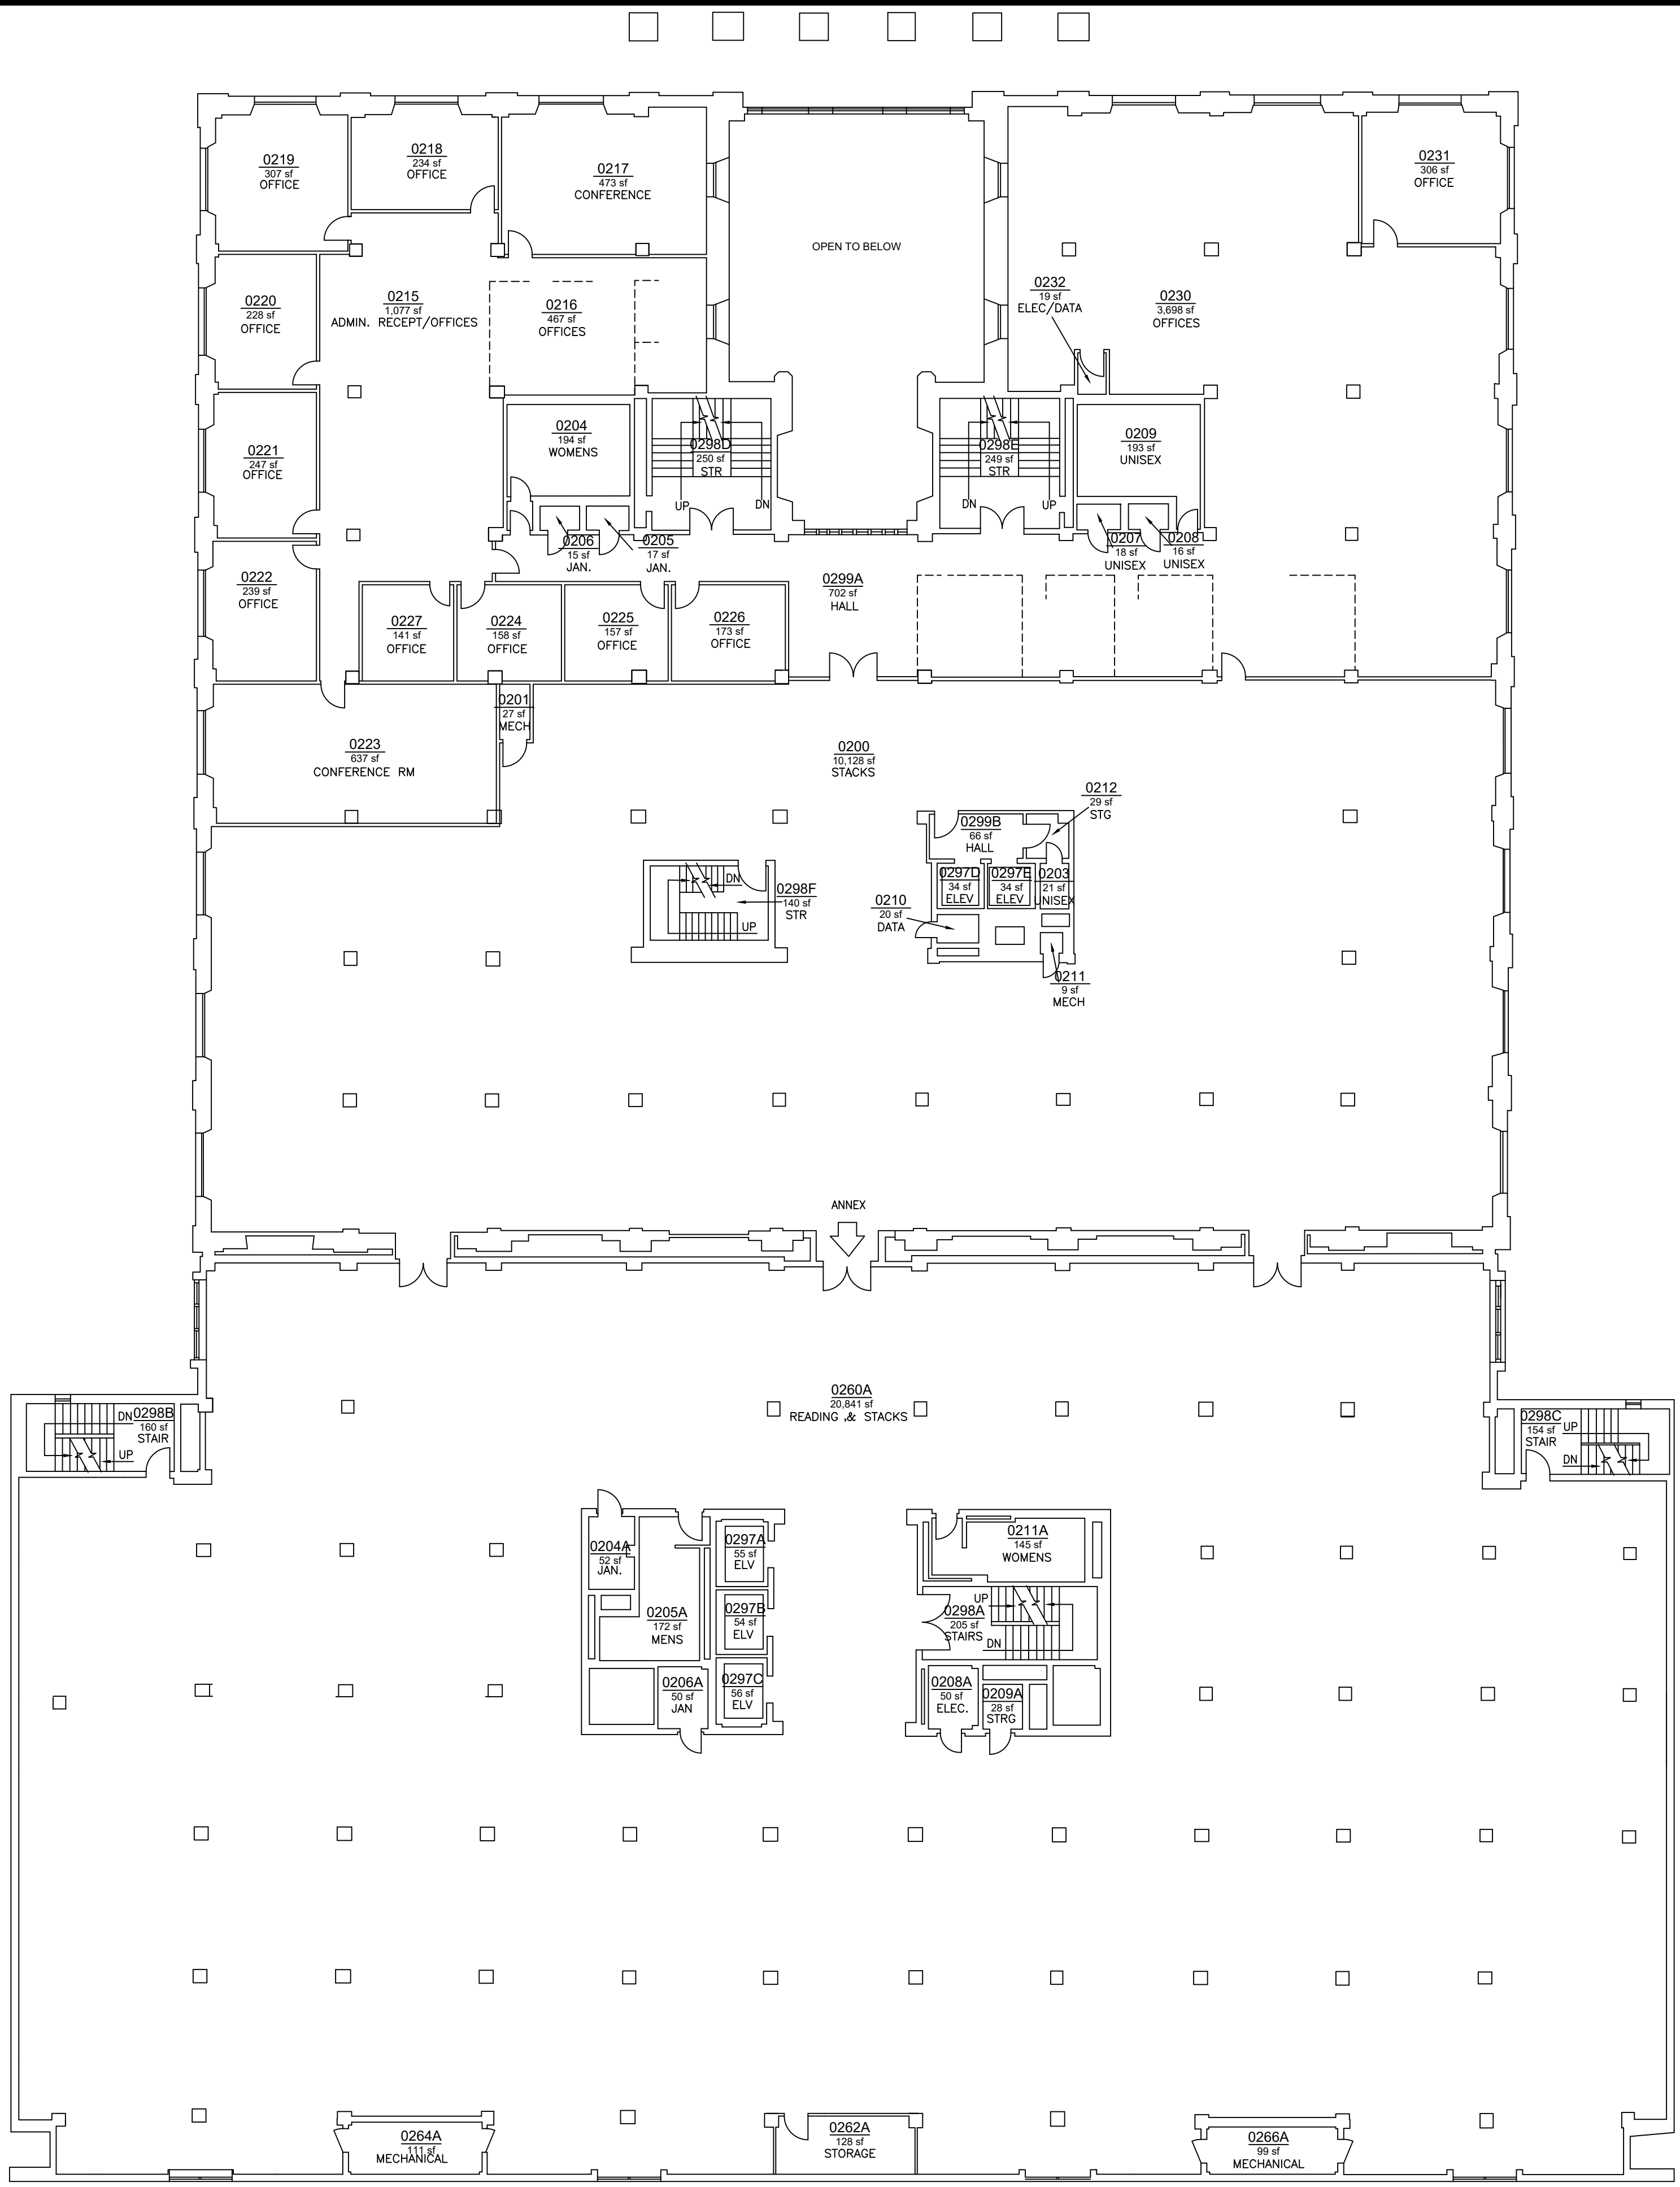 0219
307 sf
OFFICE
0218
234 sf
OFFICE
0217
473 sf
CONFERENCE
OPEN TO BELOW
0231
306 sf
OFFICE
0220
228 sf
OFFICE
0215
1,077 sf
ADMIN. RECEPT/OFFICES
0216
467 sf
OFFICES
0232
19 sf
ELEC/DATA
0230
3,698 sf
OFFICES
0221
247 sf
OFFICE
0204
194 sf
WOMENS
0298D
250 sf
STR
UP
DN
0298E
249 sf
STR
DN
UP
0209
193 sf
UNISEX
0206
15 sf
JAN.
0205
17 sf
JAN.
0207
18 sf
UNISEX
0208
16 sf
UNISEX
0222
239 sf
OFFICE
0299A
702 sf
HALL
0227
141 sf
OFFICE
0224
158 sf
OFFICE
0225
157 sf
OFFICE
0226
173 sf
OFFICE
0201
27 sf
MECH
0223
637 sf
CONFERENCE RM
0200
10,128 sf
STACKS
0212
29 sf
STG
0299B
66 sf
HALL
0297D
34 sf
ELEV
0297E
34 sf
ELEV
0203
21 sf
UNISEX
DN
UP
0298F
140 sf
STR
0210
20 sf
DATA
0211
9 sf
MECH
ANNEX
0260A
20,841 sf
READING ,& STACKS
DN
UP
0298B
160 sf
STAIR
0298C
154 sf
STAIR
UP
DN
0204A
52 sf
JAN.
0297A
55 sf
ELV
0211A
145 sf
WOMENS
0205A
172 sf
MENS
0297B
54 sf
ELV
UP
0298A
205 sf
STAIRS
DN
0206A
50 sf
JAN
0297C
56 sf
ELV
0208A
50 sf
ELEC.
0209A
28 sf
STRG
0264A
111 sf
MECHANICAL
0262A
128 sf
STORAGE
0266A
99 sf
MECHANICAL